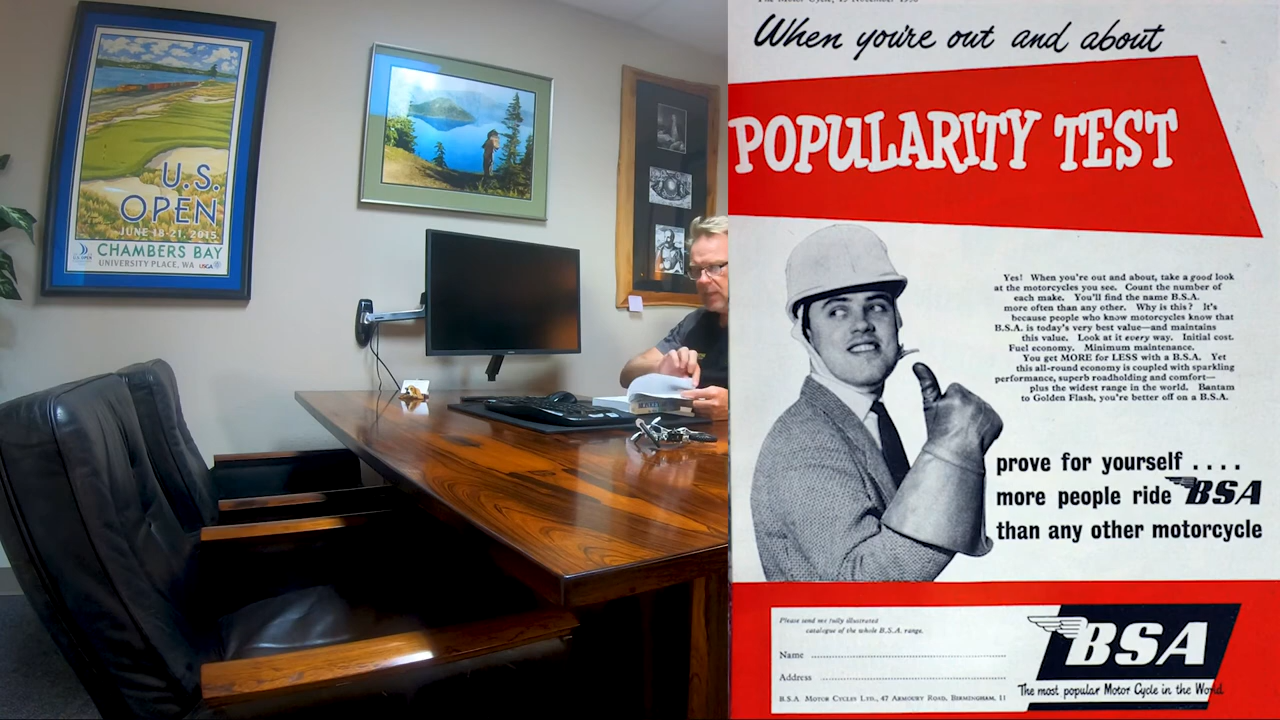 U.S.
OPEN
JUNE 18-21, 2015
CHAMBERS BAY
UNIVERSITY PLACE, WA USGA
The Motor Cycle, 15 November 1956
When you're out and about
POPULARITY TEST
Yes! When you're out and about, take a good look
at the motorcycles you see. Count the number of
each make. You'll find the name B.S.A.
more often than any other. Why is this? It's
because people who know motorcycles know that
B.S.A. is today's very best value—and maintains
this value. Look at it every way. Initial cost.
Fuel economy. Minimum maintenance.
You get MORE for LESS with a B.S.A. Yet
this all-round economy is coupled with sparkling
performance, superb roadholding and comfort—
plus the widest range in the world. Bantam
to Golden Flash, you're better off on a B.S.A.
prove for yourself ....
more people ride BSA
than any other motorcycle
Please send me fully illustrated
catalogue of the whole B.S.A. range.
Name
Address
B.S.A MOTOR CYCLES LTD., 47 ARMOURY ROAD, BIRMINGHAM, 11
BSA
The most popular Motor Cycle in the World